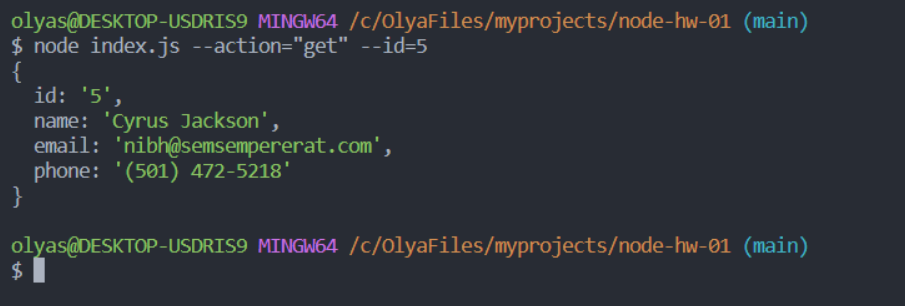 olyas@DESKTOP-USDRIS9 MINGW64 /c/OlyaFiles/myprojects/node-hw-01 (main)
$ node index.js --action="get" --id=5
{
  id: '5',
  name: 'Cyrus Jackson',
  email: 'nibh@semsempererat.com',
  phone: '(501) 472-5218'
}
olyas@DESKTOP-USDRIS9 MINGW64 /c/OlyaFiles/myprojects/node-hw-01 (main)
$